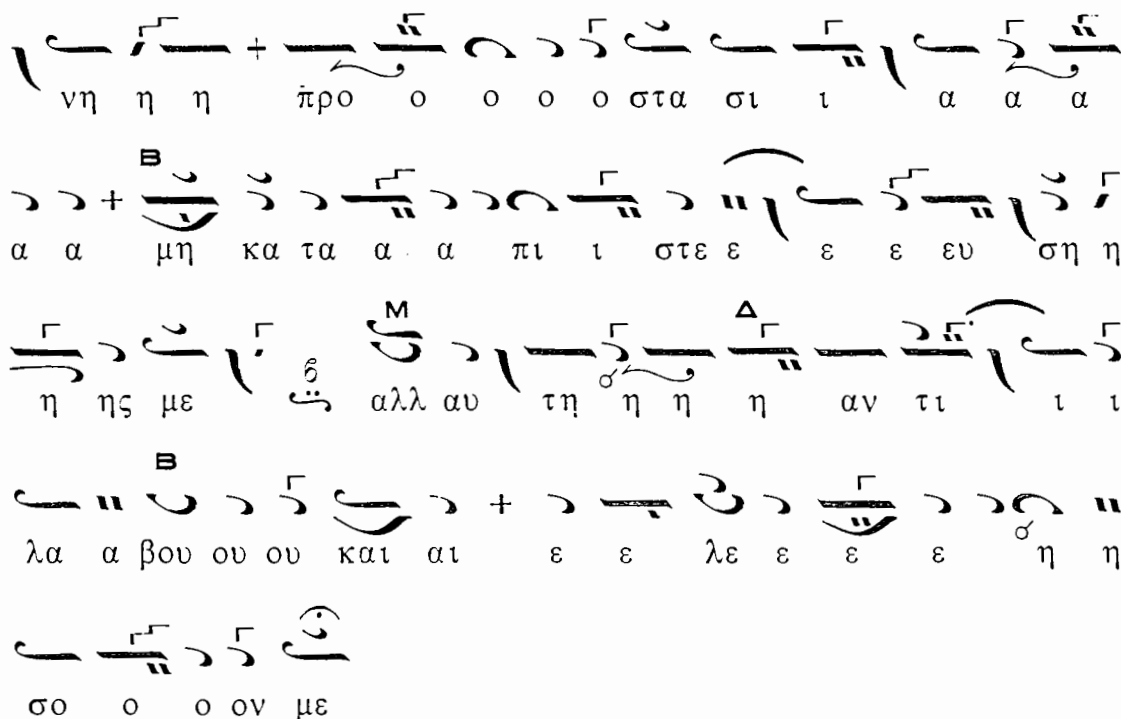 νη η η προ ο ο ο ο στα σι ι α α α
Β
α α μη κα τα α α πι ι στε ε ε ε ευ ση η
Μ Δ
η ης με αλλ αυ τη η η η αν τι ι ι
Β
λα α βου ου ου και αι ε ε λε ε ε ε η η
σο ο ο ον με